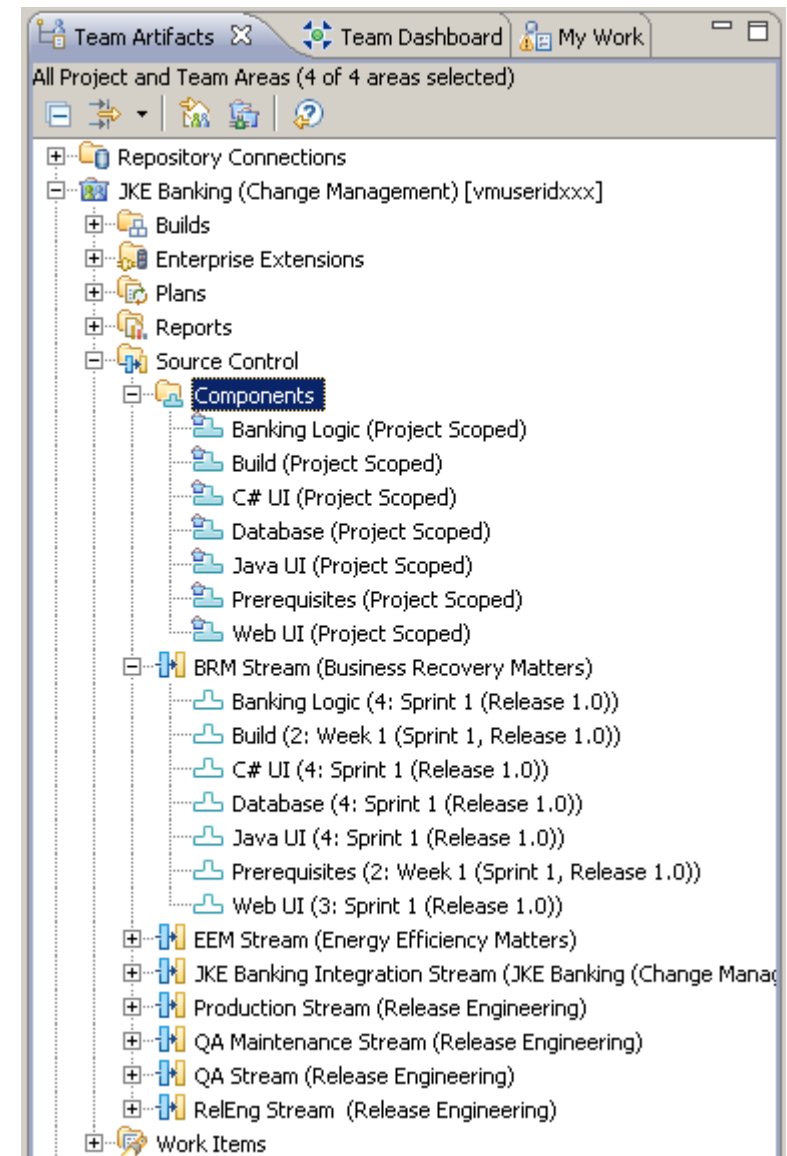 Team Artifacts Team Dashboard My Work
All Project and Team Areas (4 of 4 areas selected)
Repository Connections
JKE Banking (Change Management) [vmuseridxxx]
Builds
Enterprise Extensions
Plans
Reports
Source Control
Components
Banking Logic (Project Scoped)
Build (Project Scoped)
C# UI (Project Scoped)
Database (Project Scoped)
Java UI (Project Scoped)
Prerequisites (Project Scoped)
Web UI (Project Scoped)
BRM Stream (Business Recovery Matters)
Banking Logic (4: Sprint 1 (Release 1.0))
Build (2: Week 1 (Sprint 1, Release 1.0))
C# UI (4: Sprint 1 (Release 1.0))
Database (4: Sprint 1 (Release 1.0))
Java UI (4: Sprint 1 (Release 1.0))
Prerequisites (2: Week 1 (Sprint 1, Release 1.0))
Web UI (3: Sprint 1 (Release 1.0))
EEM Stream (Energy Efficiency Matters)
JKE Banking Integration Stream (JKE Banking (Change Manag
Production Stream (Release Engineering)
QA Maintenance Stream (Release Engineering)
QA Stream (Release Engineering)
RelEng Stream (Release Engineering)
Work Items